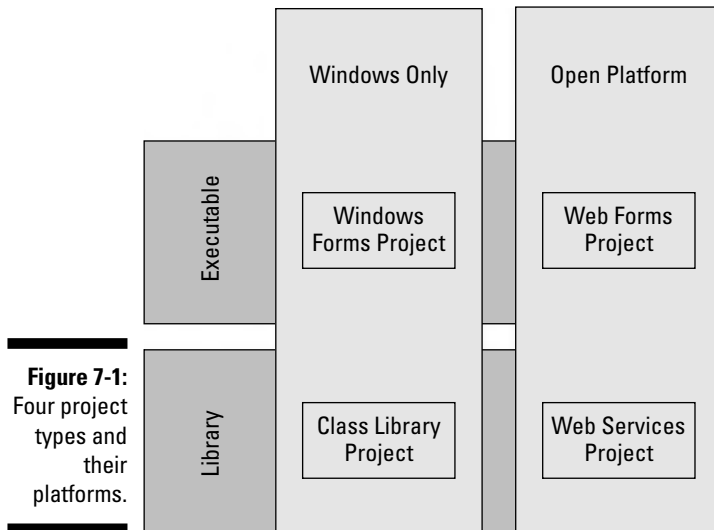 Windows Only
Open Platform
Executable
Windows
Forms Project
Web Forms
Project
Library
Class Library
Project
Web Services
Project
Figure 7-1:
Four project
types and
their
platforms.